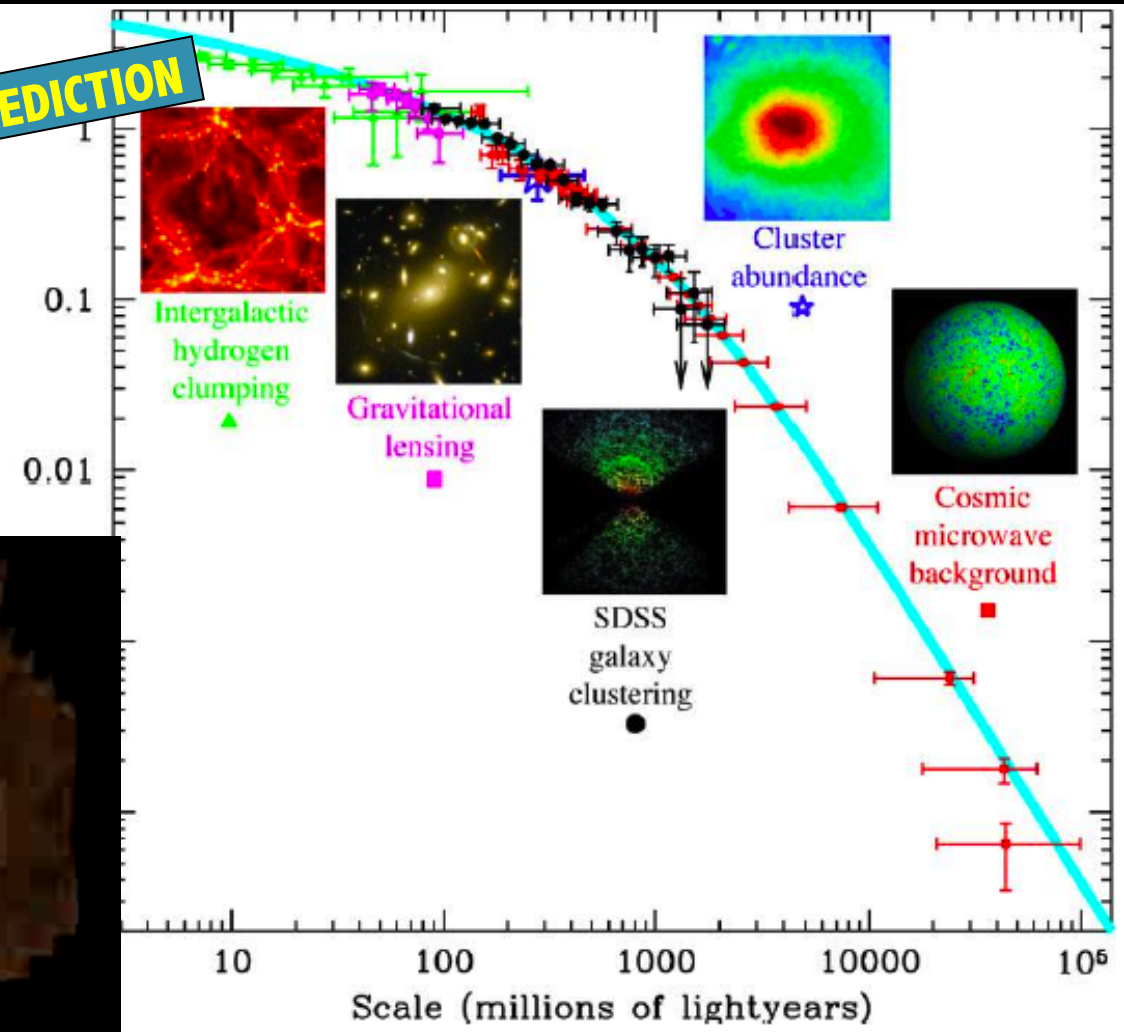 EDICTION
1
0.1
0.01
Intergalactic
hydrogen
clumping
Gravitational
lensing
Cluster
abundance
SDSS
galaxy
clustering
Cosmic
microwave
background
10
100
1000
10000
10⁵
Scale (millions of lightyears)